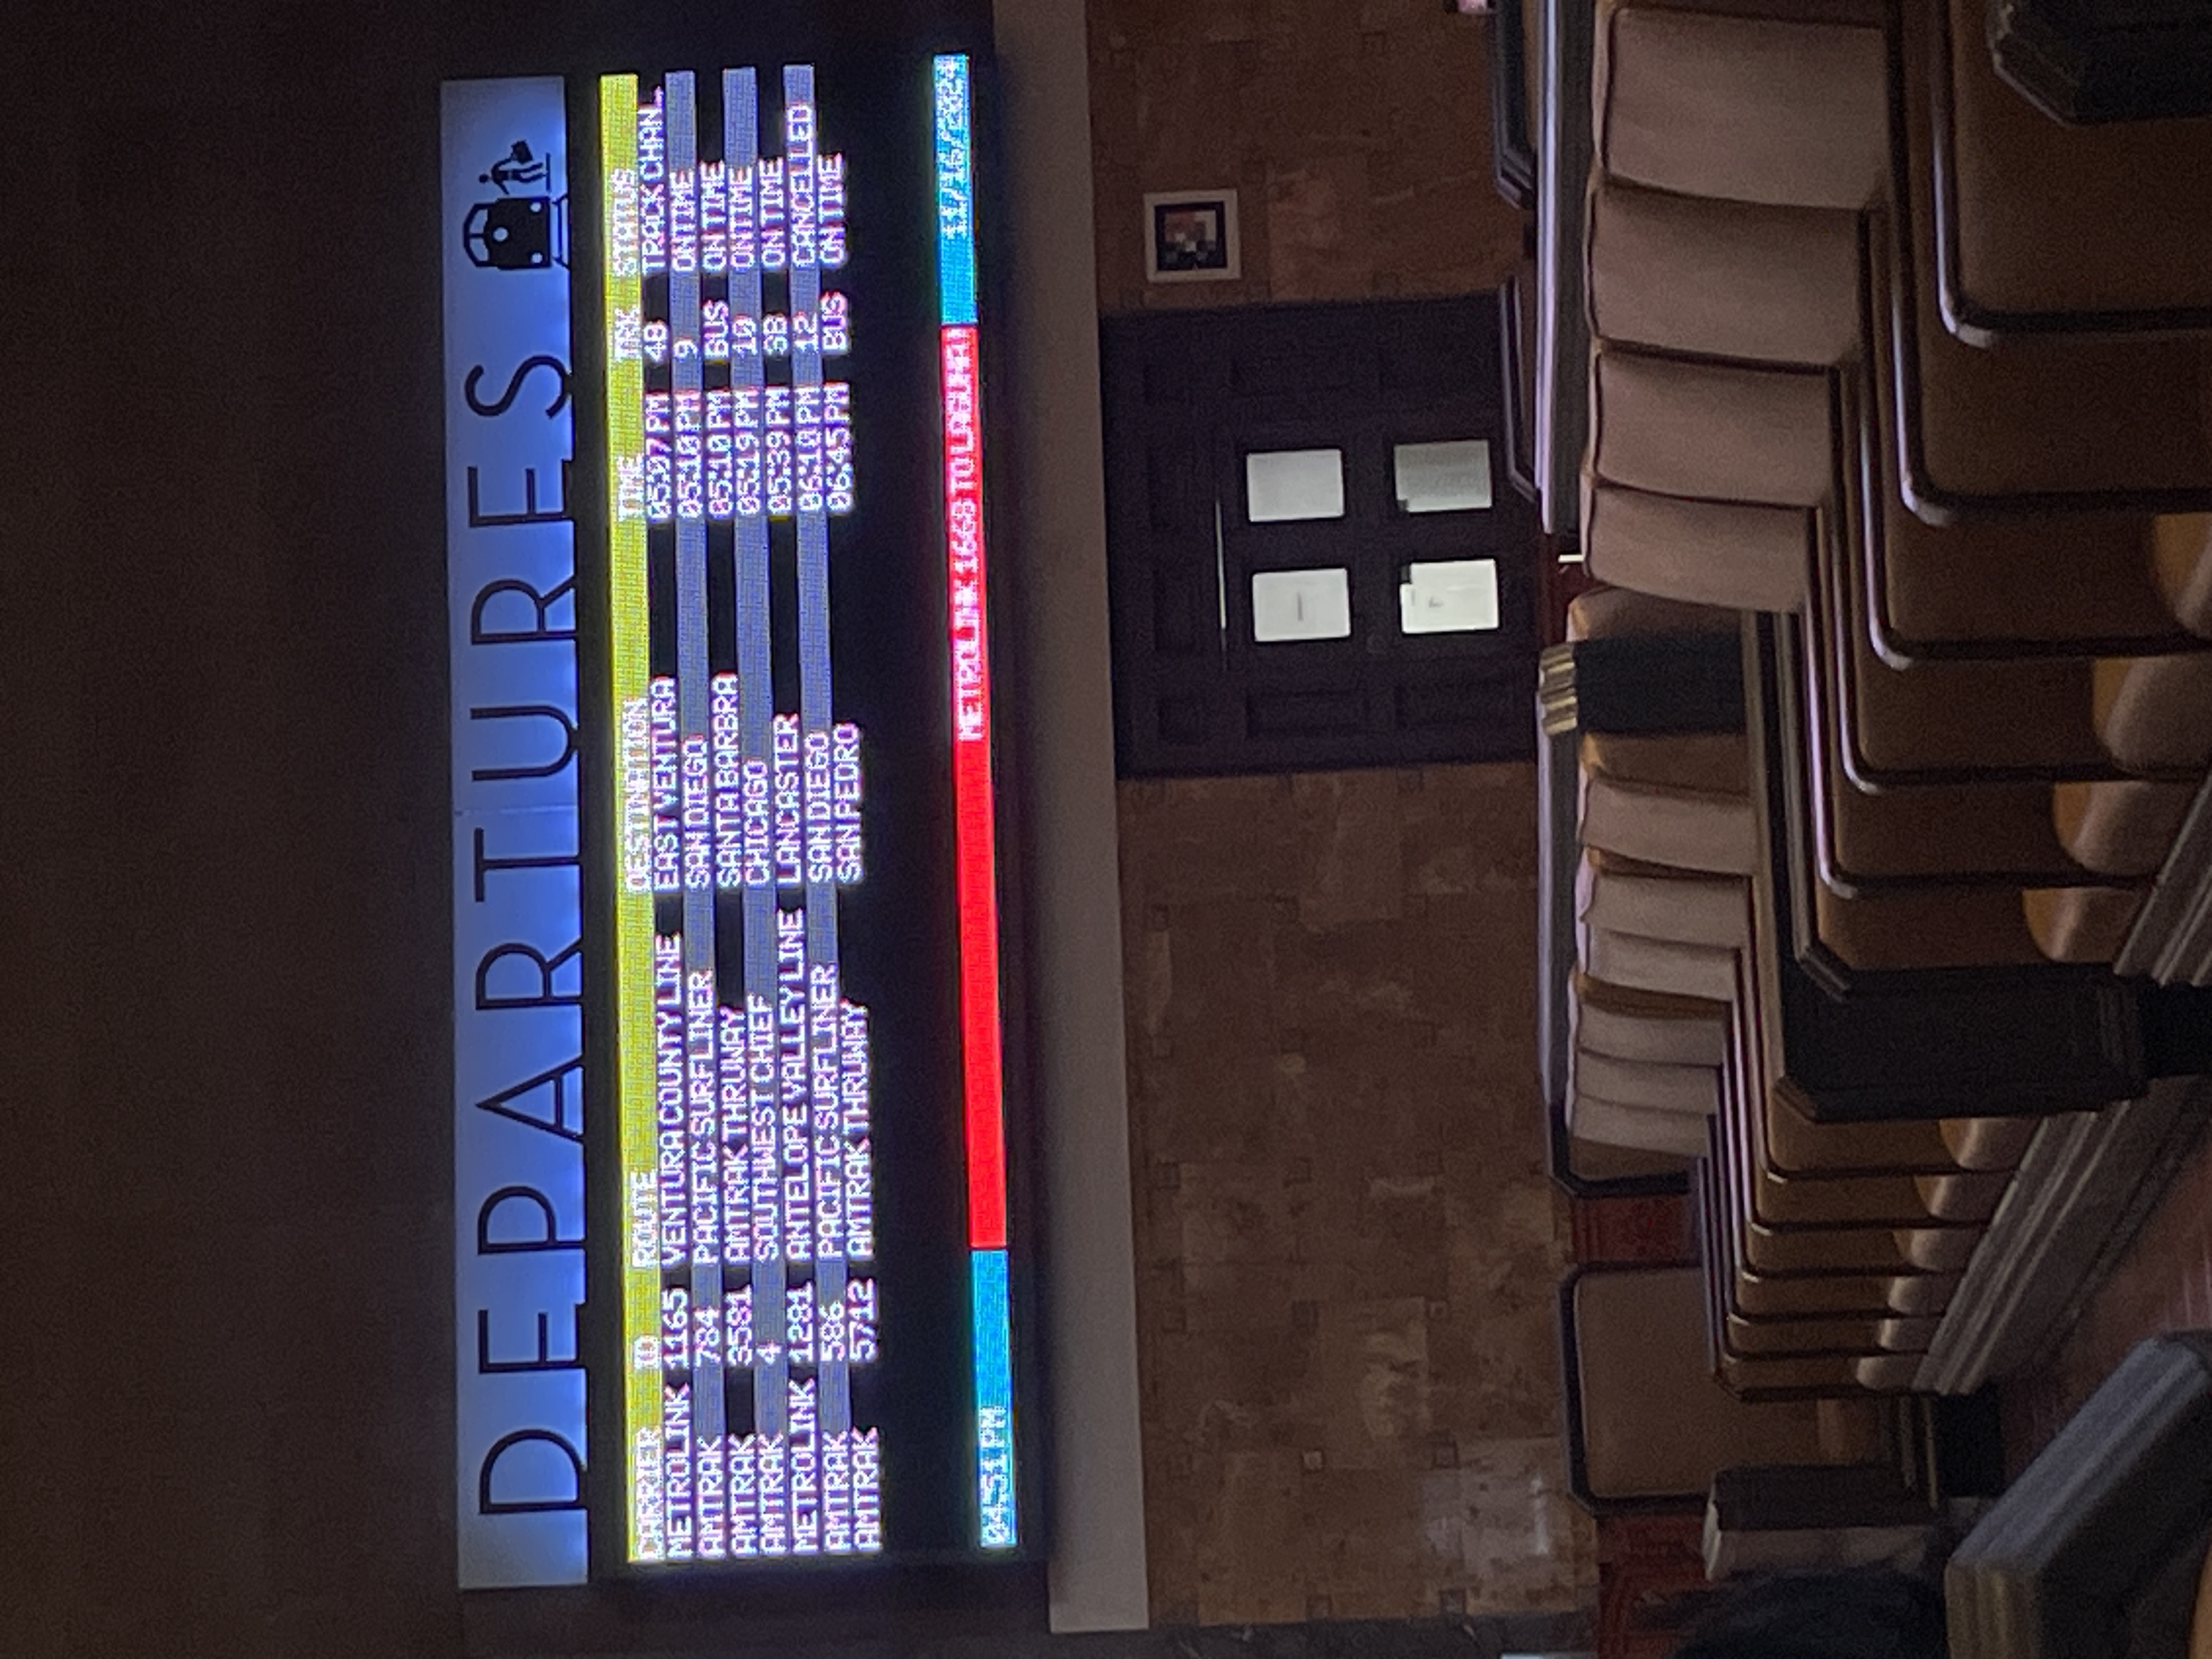 DEPARTURES
CARRIER ID ROUTE DESTINATION TIME TRK STATUS
METROLINK 1165 VENTURA COUNTY LINE EAST VENTURA 05:07 PM 4B TRACK CHAN...
AMTRAK 784 PACIFIC SURFLINER SAN DIEGO 05:10 PM 9 ON TIME
AMTRAK 3581 AMTRAK THRUWAY SANTA BARBRA 05:10 PM BUS ON TIME
AMTRAK 4 SOUTHWEST CHIEF CHICAGO 05:19 PM 10 ON TIME
METROLINK 1281 ANTELOPE VALLEY LINE LANCASTER 05:39 PM ON TIME
AMTRAK 586 PACIFIC SURFLINER SAN DIEGO 06:10 PM 12 CANCELLED
AMTRAK 5712 AMTRAK THRUWAY SAN PEDRO 06:45 PM BUS ON TIME
04:51 PM METROLINK 1668 TO LAGUNA 11/16/2024